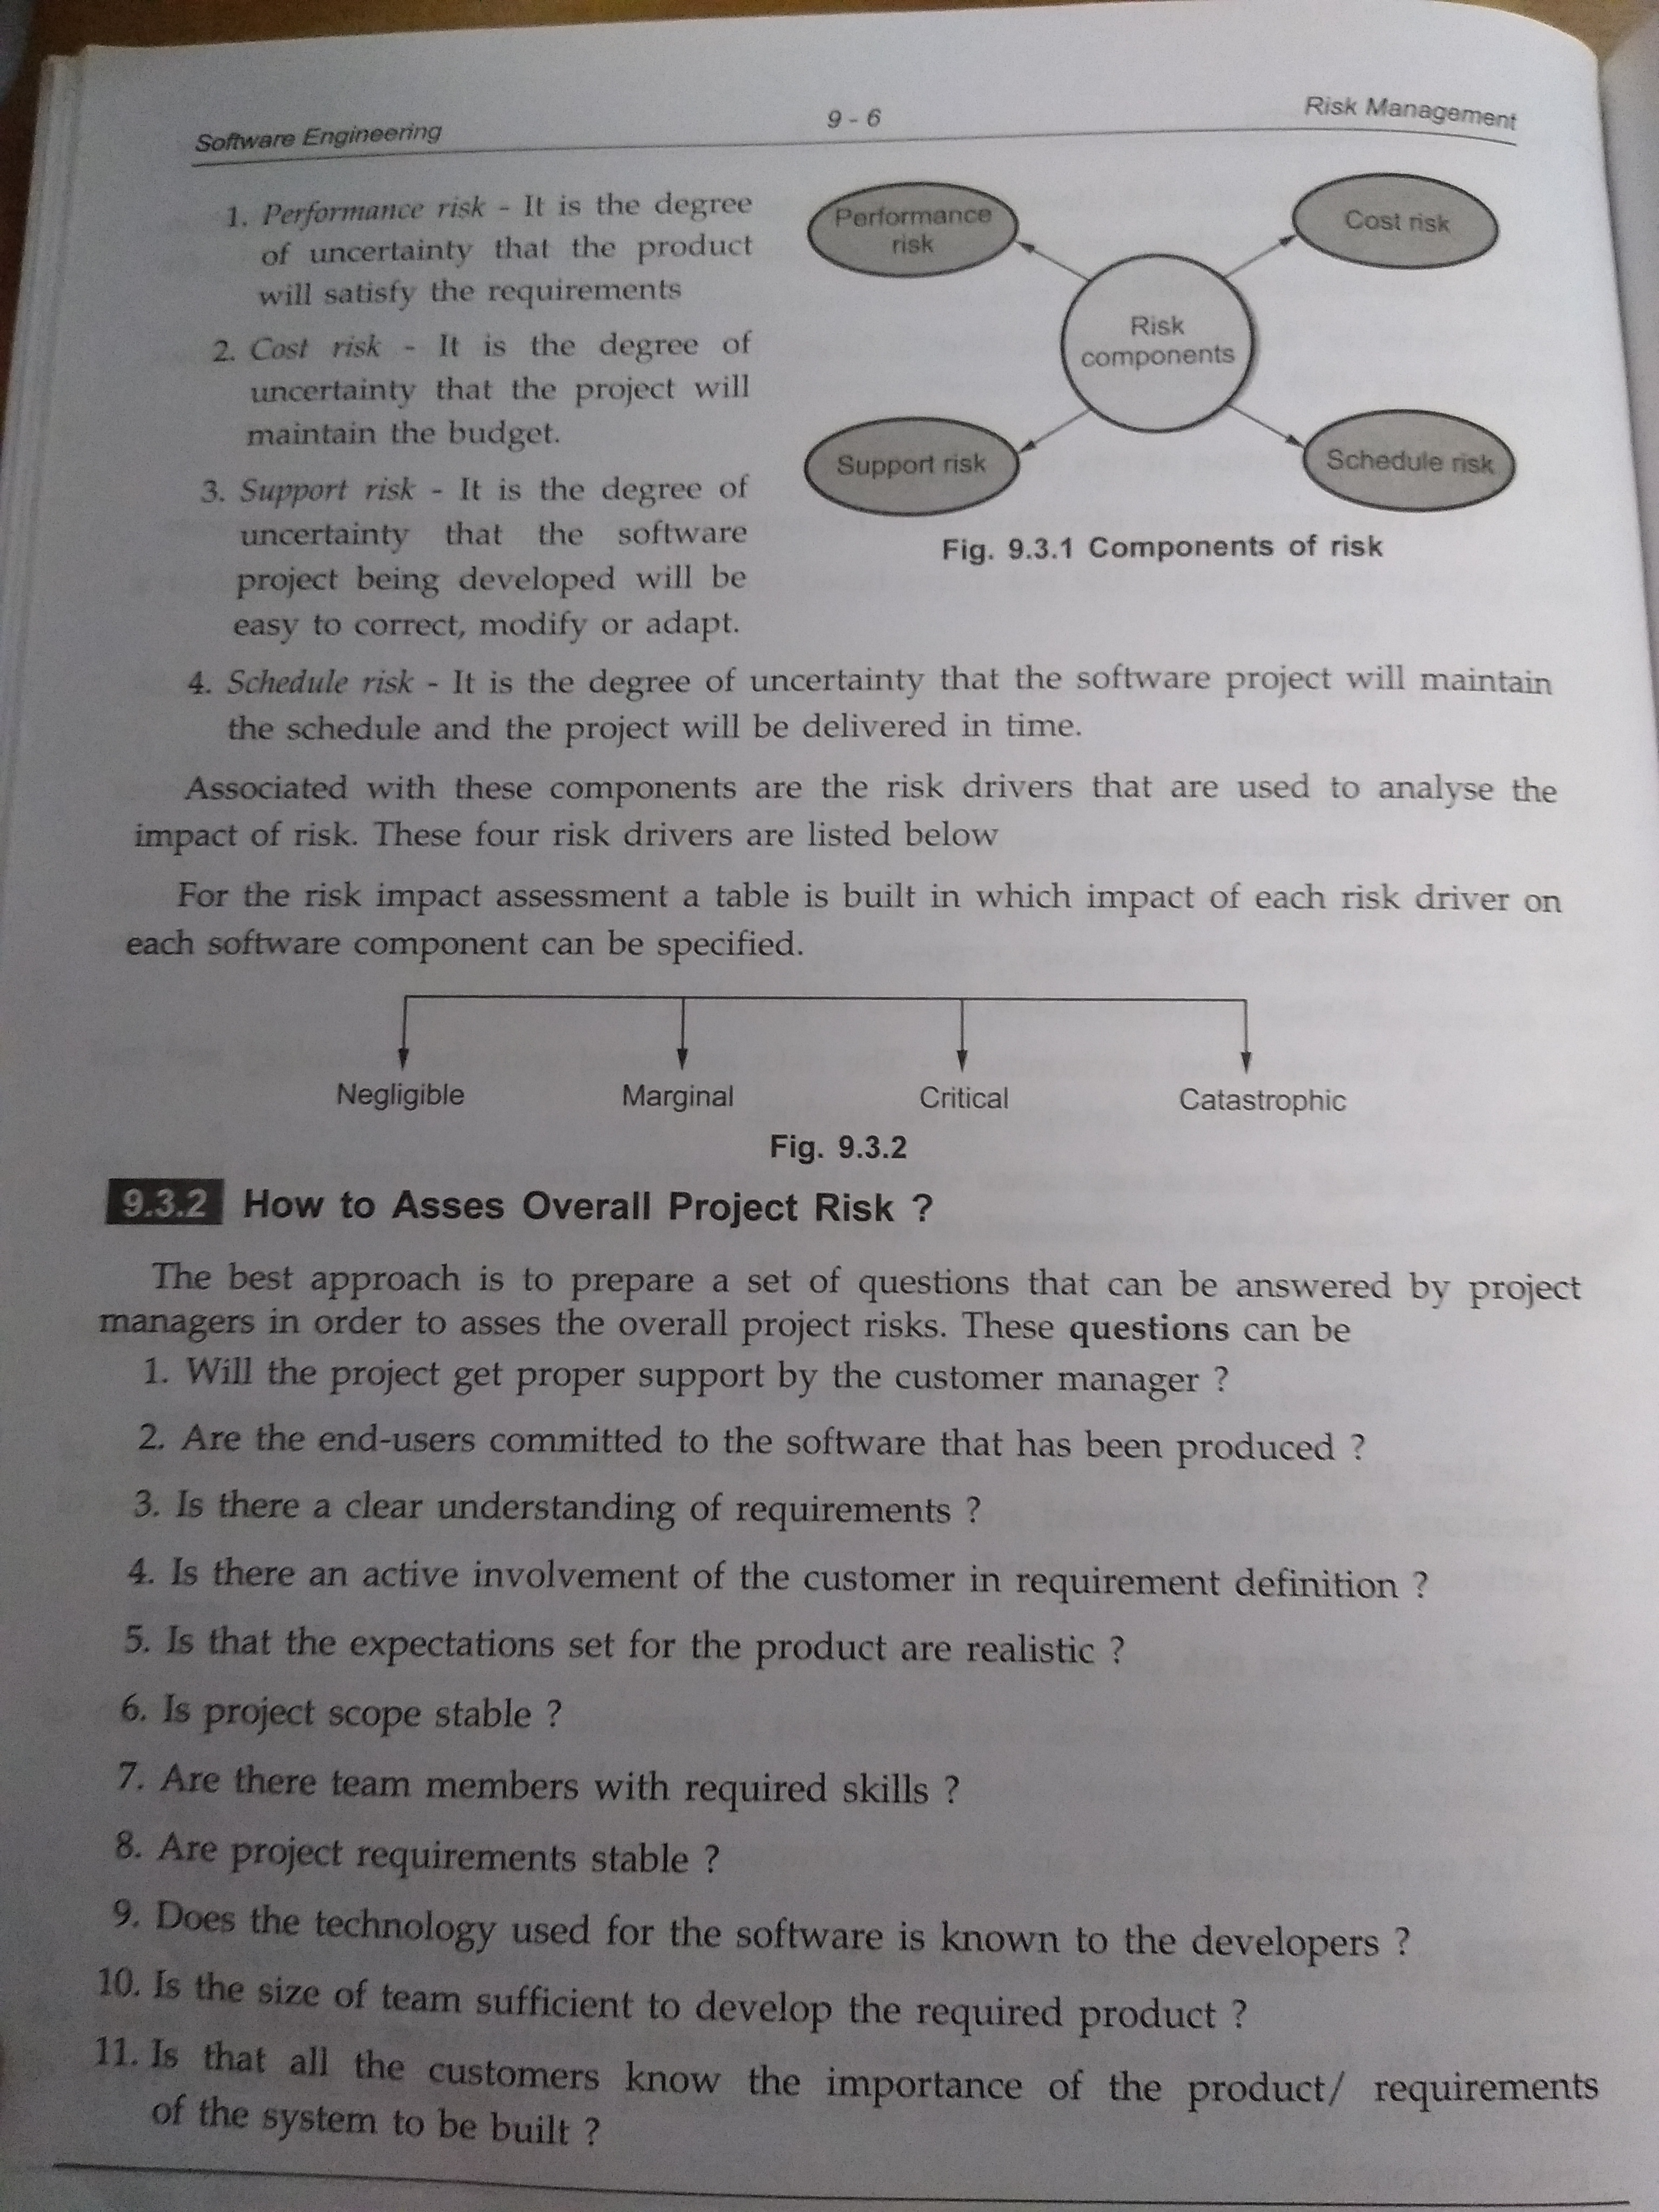 Software Engineering
9 - 6
Risk Management
1. Performance risk - It is the degree
of uncertainty that the product
will satisfy the requirements
2. Cost risk - It is the degree of
uncertainty that the project will
maintain the budget.
3. Support risk - It is the degree of
uncertainty that the software
project being developed will be
easy to correct, modify or adapt.
Performance
risk
Cost risk
Risk
components
Support risk
Schedule risk
Fig. 9.3.1 Components of risk
4. Schedule risk - It is the degree of uncertainty that the software project will maintain
the schedule and the project will be delivered in time.
Associated with these components are the risk drivers that are used to analyse the
impact of risk. These four risk drivers are listed below
For the risk impact assessment a table is built in which impact of each risk driver on
each software component can be specified.
Negligible
Marginal
Critical
Catastrophic
Fig. 9.3.2
9.3.2 How to Asses Overall Project Risk ?
The best approach is to prepare a set of questions that can be answered by project
managers in order to asses the overall project risks. These questions can be
1. Will the project get proper support by the customer manager ?
2. Are the end-users committed to the software that has been produced ?
3. Is there a clear understanding of requirements ?
4. Is there an active involvement of the customer in requirement definition ?
5. Is that the expectations set for the product are realistic ?
6. Is project scope stable ?
7. Are there team members with required skills ?
8. Are project requirements stable ?
9. Does the technology used for the software is known to the developers ?
10. Is the size of team sufficient to develop the required product ?
11. Is that all the customers know the importance of the product/ requirements
of the system to be built ?